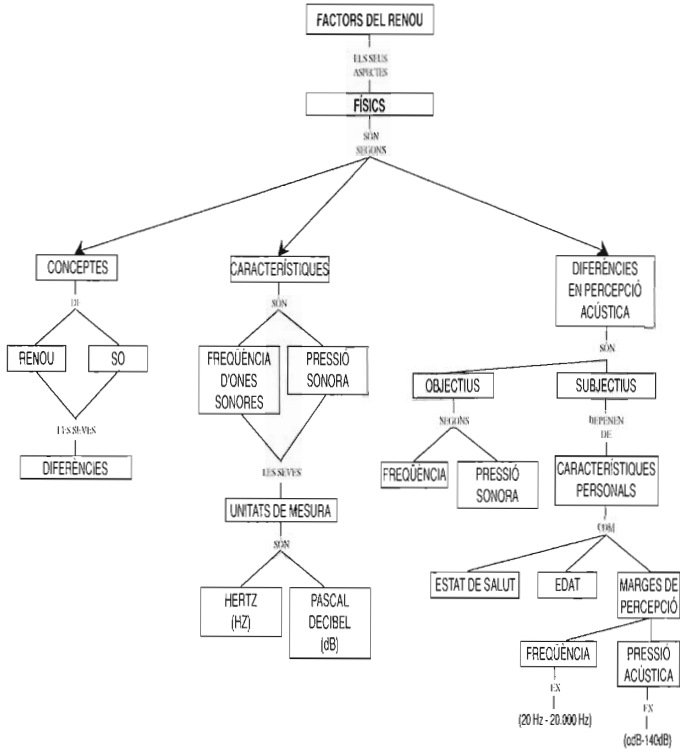 FACTORS DEL RENOU
ELS SEUS
ASPECTES
FÍSICS
SÓN
SEGONS
CONCEPTES
DE
RENOU
SO
LES SEVES
DIFERÈNCIES
CARACTERÍSTIQUES
SÓN
FREQÜÈNCIA
D'ONES
SONORES
PRESSIÓ
SONORA
LES SEVES
UNITATS DE MESURA
SÓN
HERTZ
(HZ)
PASCAL
DECIBEL
(dB)
DIFERÈNCIES
EN PERCEPCIÓ
ACÚSTICA
SÓN
OBJECTIUS
SEGONS
FREQÜÈNCIA
PRESSIÓ
SONORA
SUBJECTIUS
DEPENEN
DE
CARACTERÍSTIQUES
PERSONALS
COM
ESTAT DE SALUT
EDAT
MARGES DE
PERCEPCIÓ
FREQÜÈNCIA
EX
(20 Hz - 20.000 Hz)
PRESSIÓ
ACÚSTICA
EX
(odB-140dB)